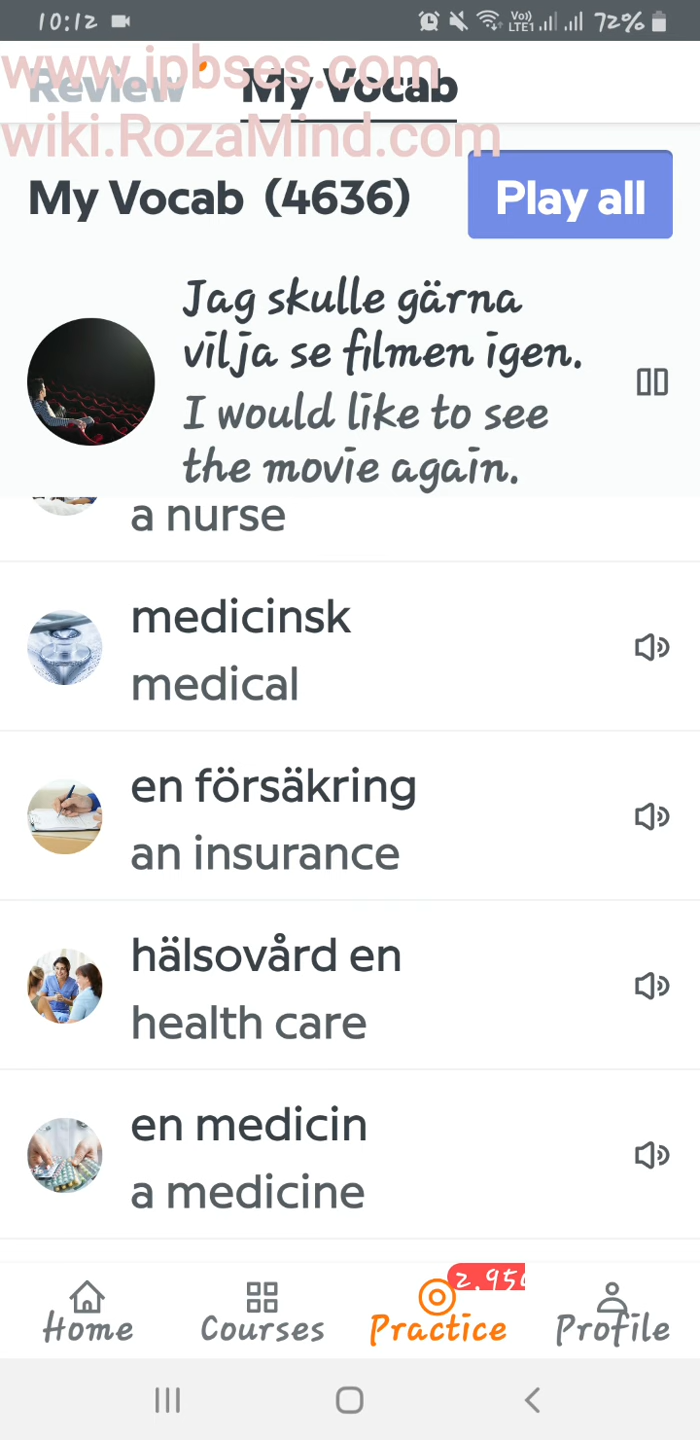 10:12
Vo))
LTE1
72%
www.ipbses.com
Review My Vocab
wiki.RozaMind.com
My Vocab (4636) Play all
Jag skulle gärna
vilja se filmen igen.
I would like to see
the movie again.
a nurse
medicinsk
medical
en försäkring
an insurance
hälsovård en
health care
en medicin
a medicine
Home Courses Practice Profile